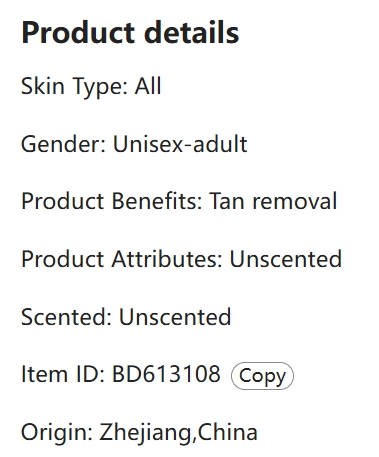 Product details
Skin Type: All
Gender: Unisex-adult
Product Benefits: Tan removal
Product Attributes: Unscented
Scented: Unscented
Item ID: BD613108 Copy
Origin: Zhejiang,China